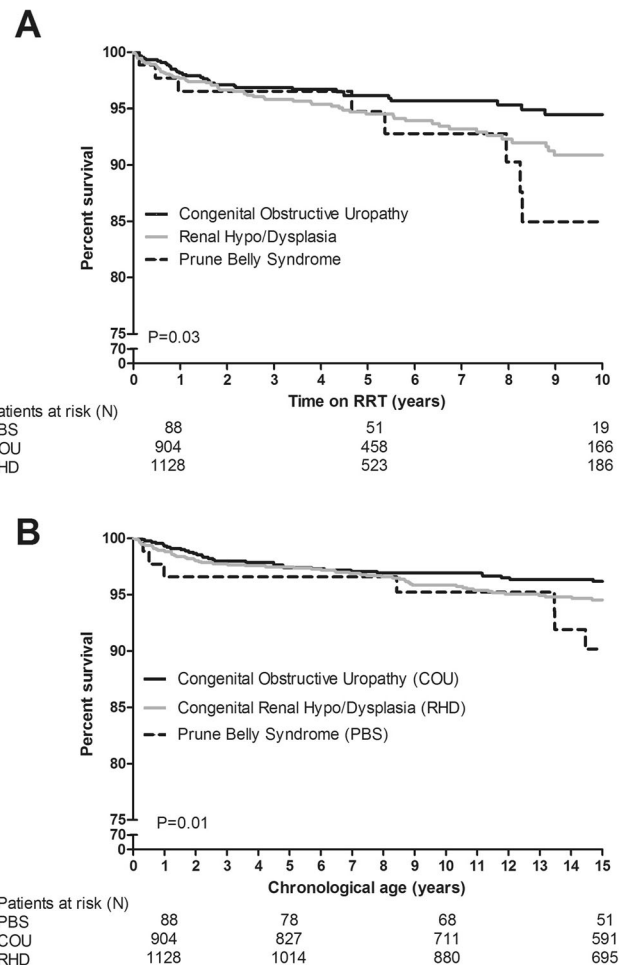 A
100
95
90
85
80
75
70
0
Percent survival
Congenital Obstructive Uropathy
Renal Hypo/Dysplasia
Prune Belly Syndrome
P=0.03
0 1 2 3 4 5 6 7 8 9 10
Time on RRT (years)
atients at risk (N)
BS 88 51 19
OU 904 458 166
HD 1128 523 186
B
100
95
90
85
80
75
70
0
Percent survival
Congenital Obstructive Uropathy (COU)
Congenital Renal Hypo/Dysplasia (RHD)
Prune Belly Syndrome (PBS)
P=0.01
0 1 2 3 4 5 6 7 8 9 10 11 12 13 14 15
Chronological age (years)
Patients at risk (N)
PBS 88 78 68 51
COU 904 827 711 591
RHD 1128 1014 880 695